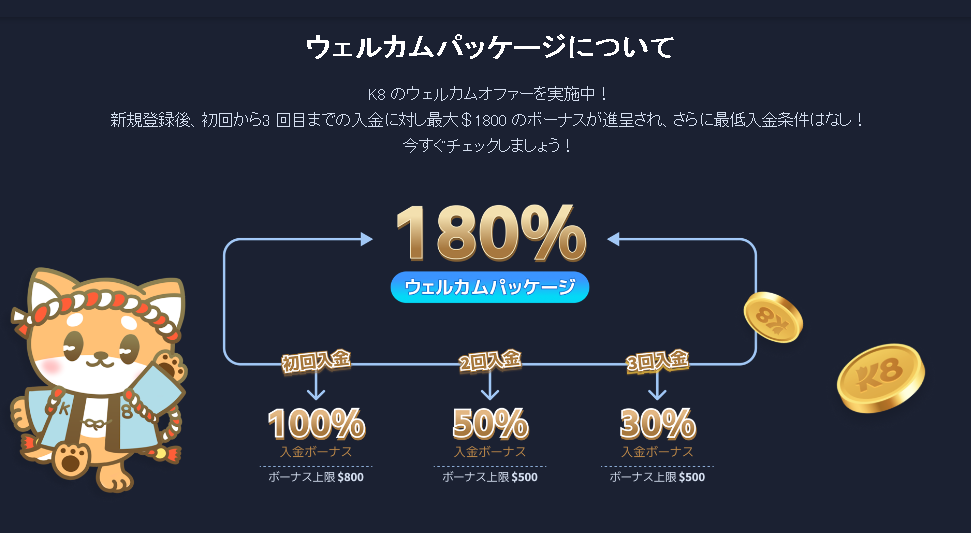 ウェルカムパッケージについて
K8 のウェルカムオファーを実施中！
新規登録後、初回から3 回目までの入金に対し最大＄1800 のボーナスが進呈され、さらに最低入金条件はなし！
今すぐチェックしましょう！
180%
ウェルカムパッケージ
8K
K8
初回入金 2回入金 3回入金
K 8
100% 50% 30%
入金ボーナス 入金ボーナス 入金ボーナス
ボーナス上限 $800 ボーナス上限 $500 ボーナス上限 $500